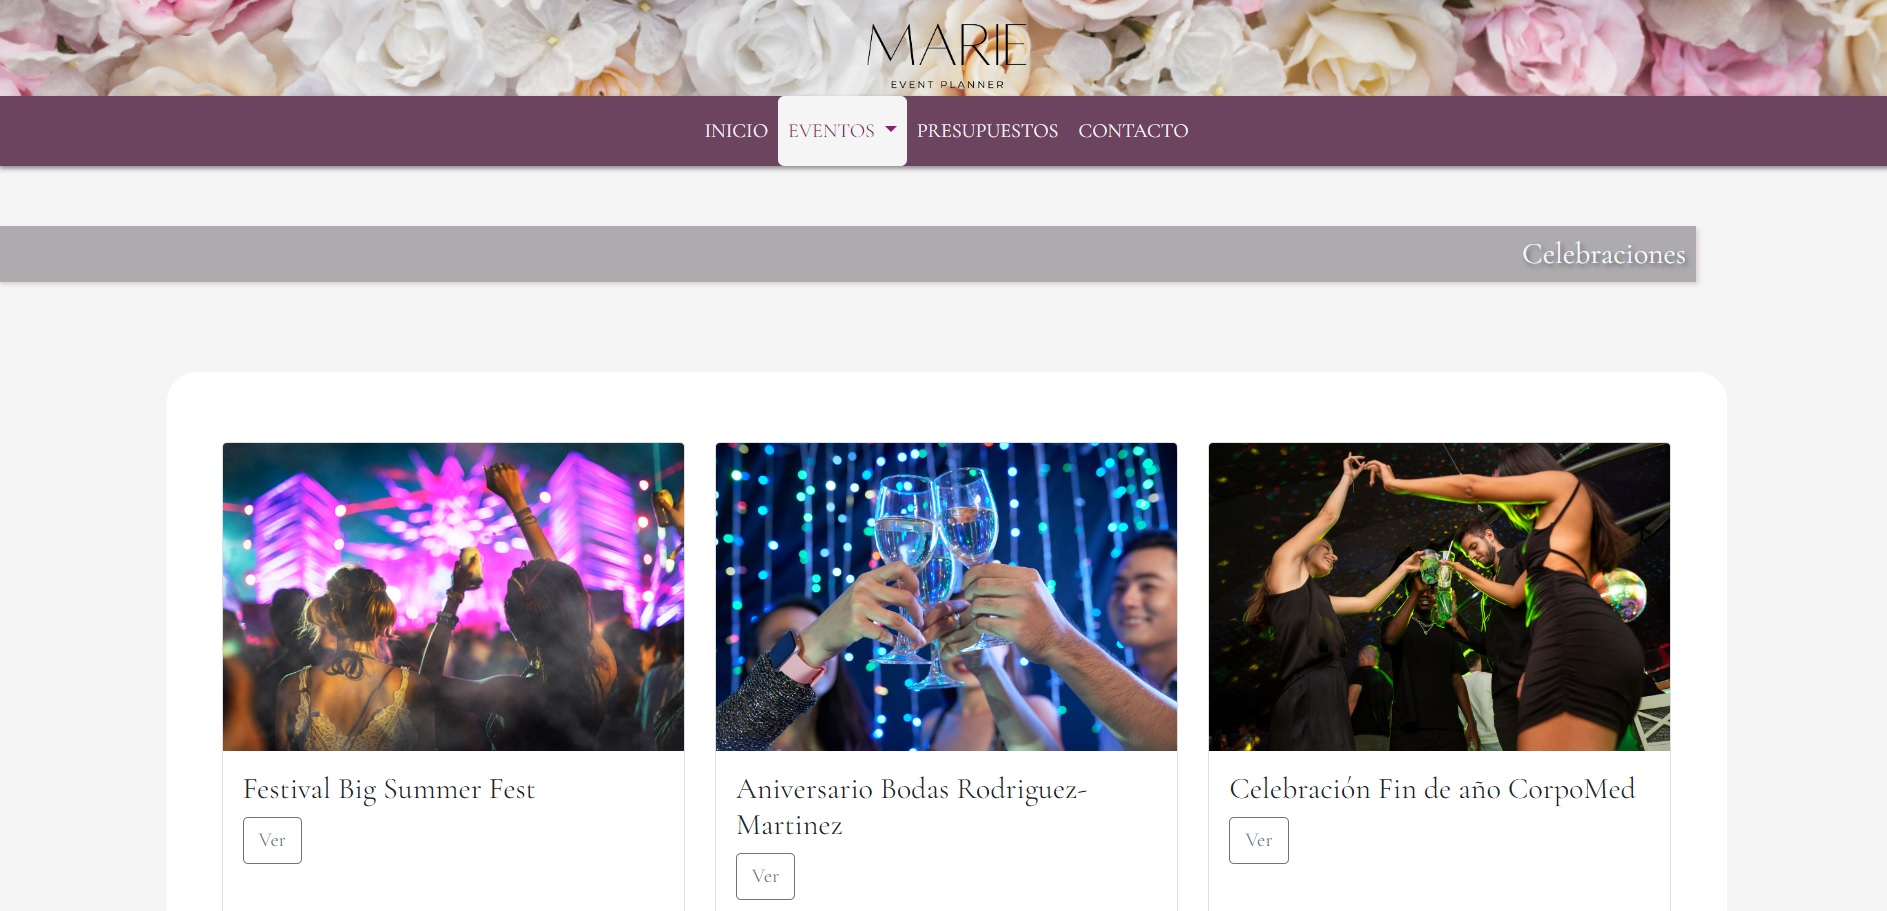 MARIE
EVENT PLANNER
INICIO EVENTOS PRESUPUESTOS CONTACTO
Celebraciones
Festival Big Summer Fest
Ver
Aniversario Bodas Rodriguez-
Martinez
Ver
Celebración Fin de año CorpoMed
Ver